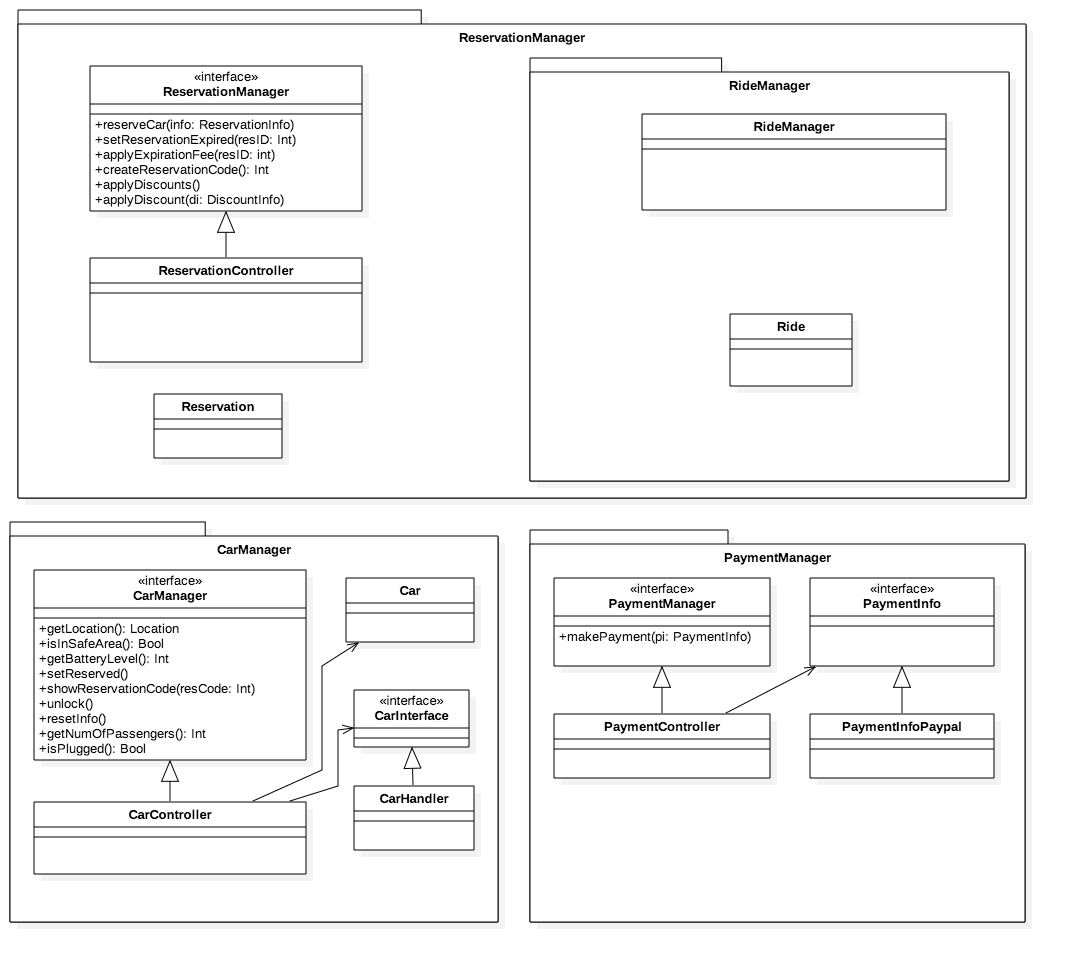 ReservationManager
«interface»
ReservationManager
+reserveCar(info: ReservationInfo)
+setReservationExpired(resID: Int)
+applyExpirationFee(resID: int)
+createReservationCode(): Int
+applyDiscounts()
+applyDiscount(di: DiscountInfo)
ReservationController
Reservation
RideManager
RideManager
Ride
CarManager
«interface»
CarManager
+getLocation(): Location
+isInSafeArea(): Bool
+getBatteryLevel(): Int
+setReserved()
+showReservationCode(resCode: Int)
+unlock()
+resetInfo()
+getNumOfPassengers(): Int
+isPlugged(): Bool
CarController
Car
«interface»
CarInterface
CarHandler
PaymentManager
«interface»
PaymentManager
+makePayment(pi: PaymentInfo)
PaymentController
«interface»
PaymentInfo
PaymentInfoPaypal